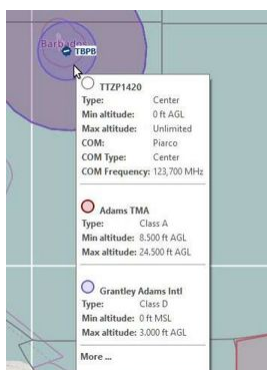 Barbados
TBPB
TTZP1420
Type: Center
Min altitude: 0 ft AGL
Max altitude: Unlimited
COM: Piarco
COM Type: Center
COM Frequency: 123,700 MHz
Adams TMA
Type: Class A
Min altitude: 8.500 ft AGL
Max altitude: 24.500 ft AGL
Grantley Adams Intl
Type: Class D
Min altitude: 0 ft MSL
Max altitude: 3.000 ft AGL
More ...